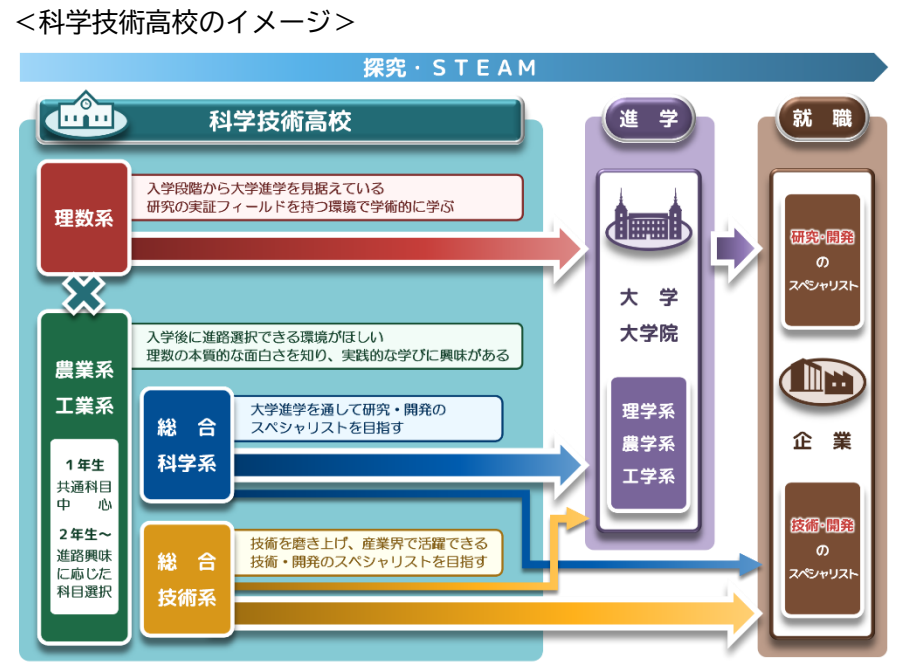 ＜科学技術高校のイメージ＞
探究・ＳＴＥＡＭ
科学技術高校
進　学
就　職
理数系
入学段階から大学進学を見据えている
研究の実証フィールドを持つ環境で学術的に学ぶ
農業系
工業系
１年生
共通科目
中　心
２年生～
進路興味
に応じた
科目選択
入学後に進路選択できる環境がほしい
理数の本質的な面白さを知り、実践的な学びに興味がある
総　合
科学系
大学進学を通して研究・開発の
スペシャリストを目指す
総　合
技術系
技術を磨き上げ、産業界で活躍できる
技術・開発のスペシャリストを目指す
大　学
大学院
理学系
農学系
工学系
研究・開発
の
スペシャリスト
企　業
技術・開発
の
スペシャリスト